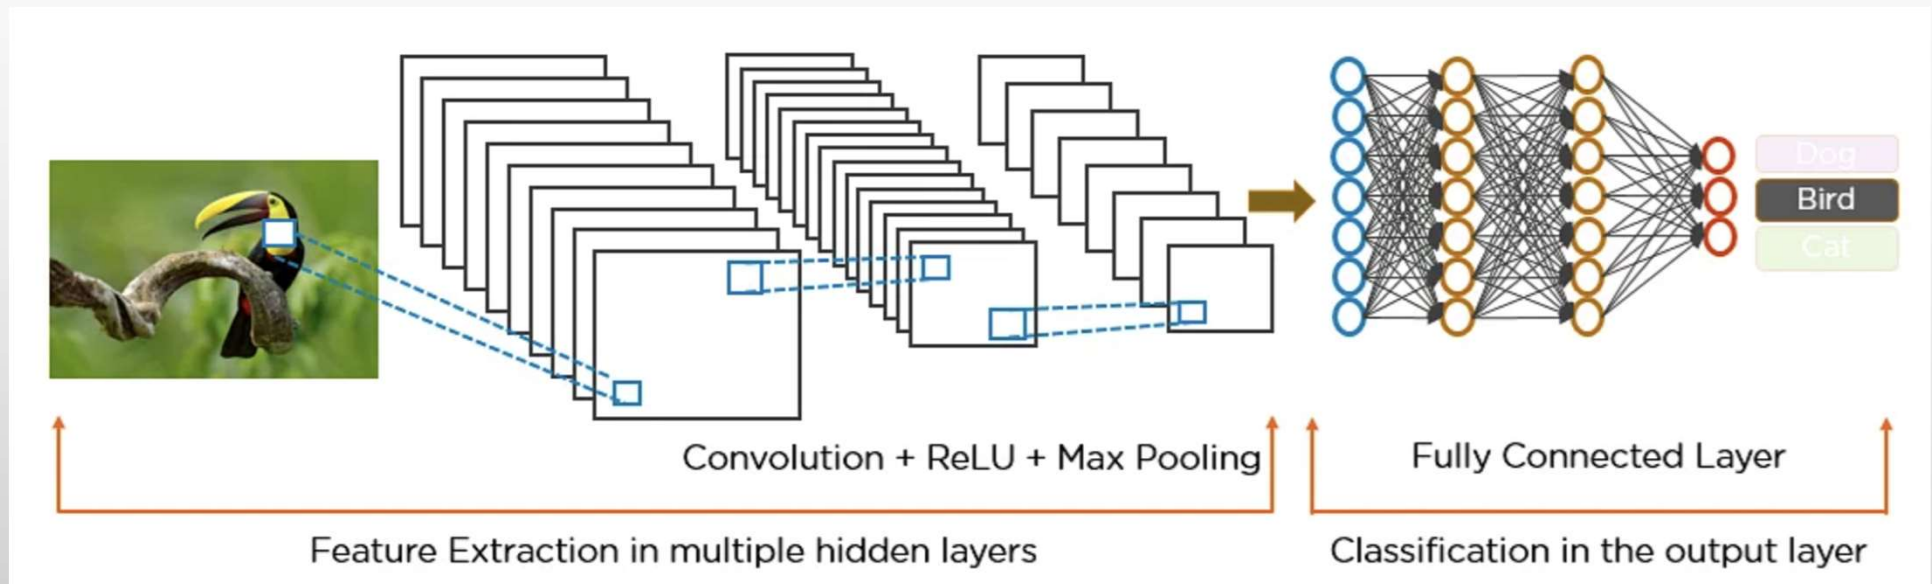 Dog
Bird
Cat
Convolution + ReLU + Max Pooling
Fully Connected Layer
Feature Extraction in multiple hidden layers
Classification in the output layer